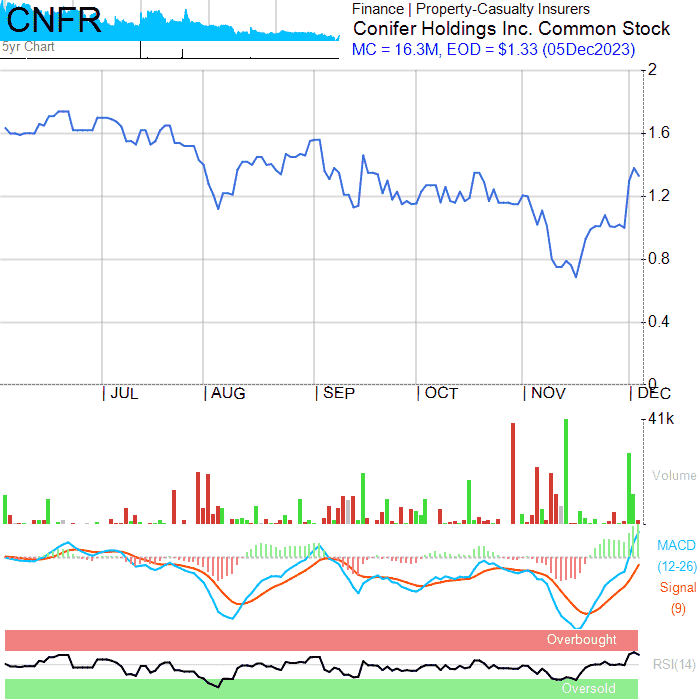 CNFR
5yr Chart
Finance | Property-Casualty Insurers
Conifer Holdings Inc. Common Stock
MC = 16.3M, EOD = $1.33 (05Dec2023)
2
1.6
1.2
0.8
0.4
0
| JUL | AUG | SEP | OCT | NOV | DEC
41k
Volume
MACD
(12-26)
Signal
(9)
Overbought
RSI(14)
Oversold